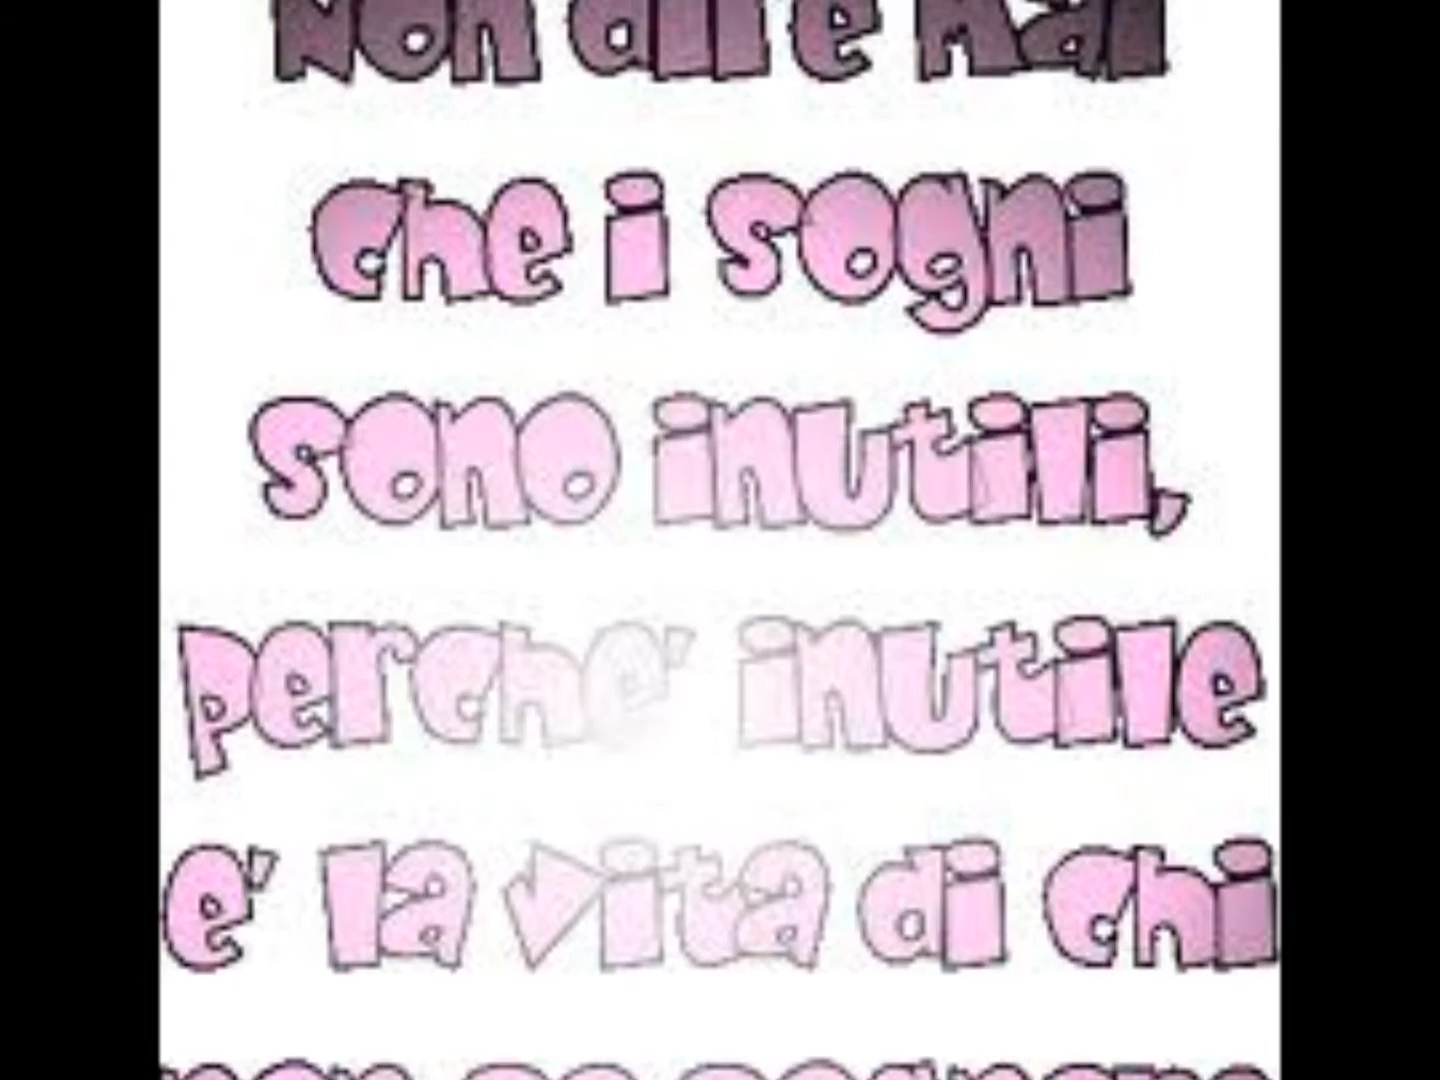 Non dire mai
che i sogni
sono inutili,
perche' inutile
e' la vita di chi